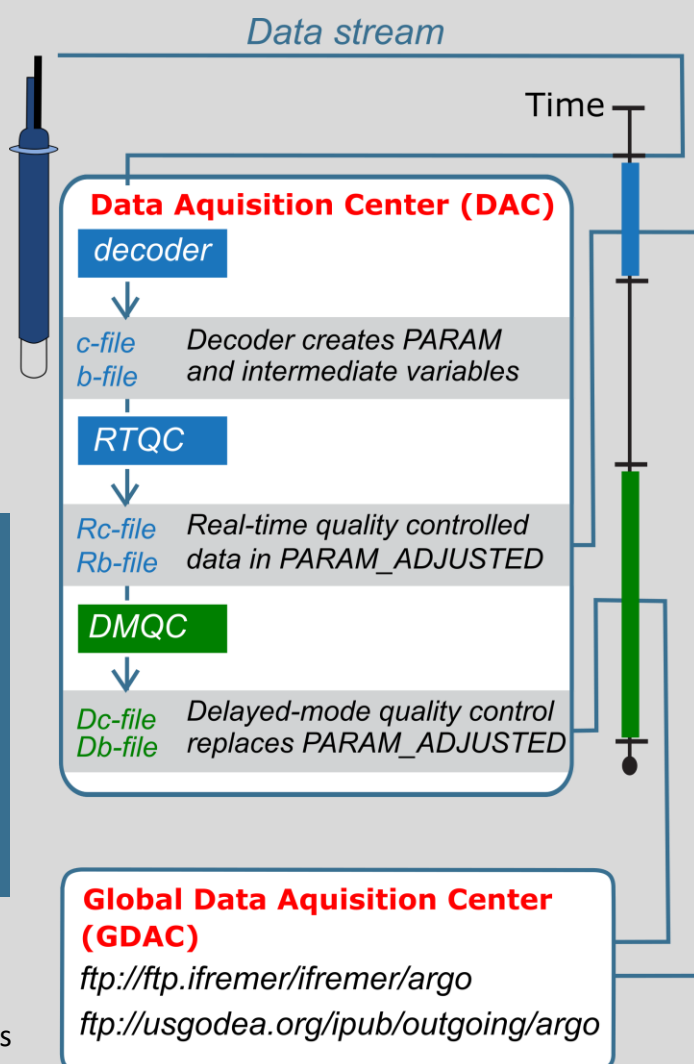 Data stream
Time
Data Aquisition Center (DAC)
decoder
c-file
b-file
Decoder creates PARAM
and intermediate variables
RTQC
Rc-file
Rb-file
Real-time quality controlled
data in PARAM_ADJUSTED
DMQC
Dc-file
Db-file
Delayed-mode quality control
replaces PARAM_ADJUSTED
Global Data Aquisition Center
(GDAC)
ftp://ftp.ifremer/ifremer/argo
ftp://usgodea.org/ipub/outgoing/argo
s